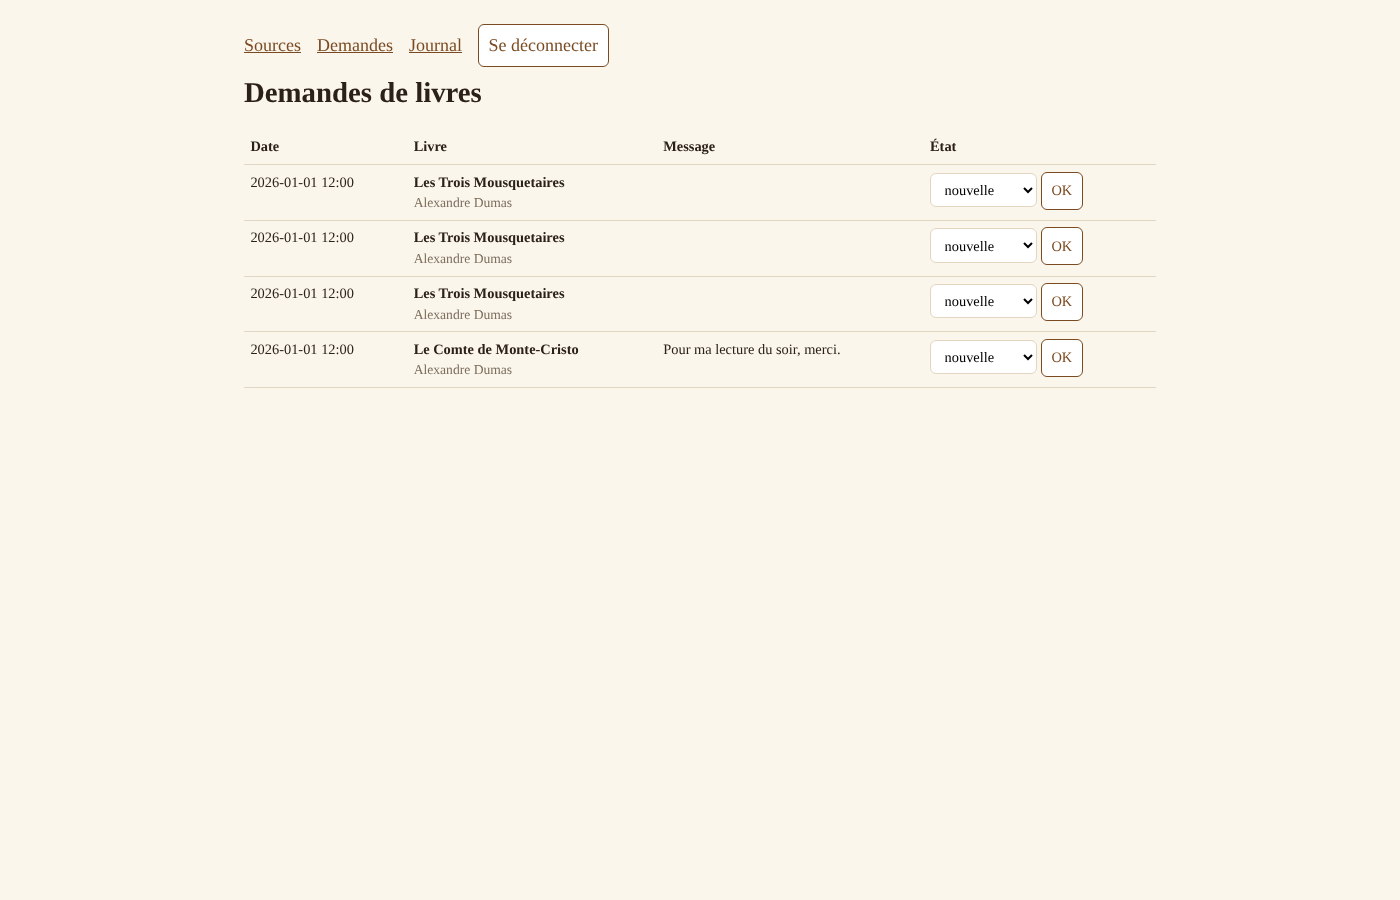 Sources Demandes Journal Se déconnecter
Demandes de livres
Date Livre Message État
2026-01-01 12:00 Les Trois Mousquetaires nouvelle OK
Alexandre Dumas
2026-01-01 12:00 Les Trois Mousquetaires nouvelle OK
Alexandre Dumas
2026-01-01 12:00 Les Trois Mousquetaires nouvelle OK
Alexandre Dumas
2026-01-01 12:00 Le Comte de Monte-Cristo Pour ma lecture du soir, merci. nouvelle OK
Alexandre Dumas